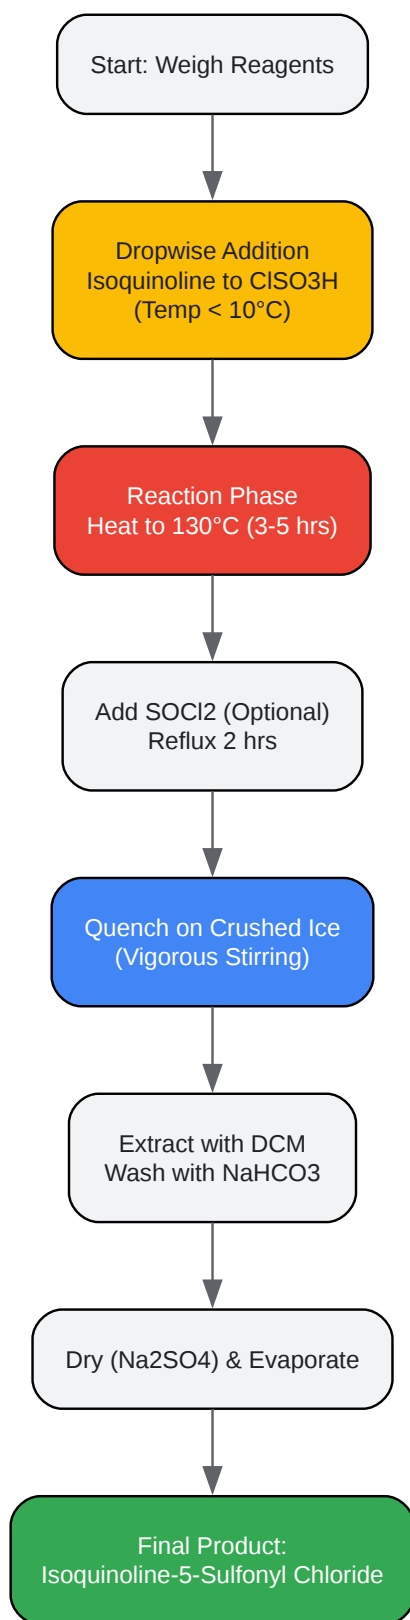 Start: Weigh Reagents
Dropwise Addition
Isoquinoline to ClSO3H
(Temp < 10°C)
Reaction Phase
Heat to 130°C (3-5 hrs)
Add SOCl2 (Optional)
Reflux 2 hrs
Quench on Crushed Ice
(Vigorous Stirring)
Extract with DCM
Wash with NaHCO3
Dry (Na2SO4) & Evaporate
Final Product:
Isoquinoline-5-Sulfonyl Chloride